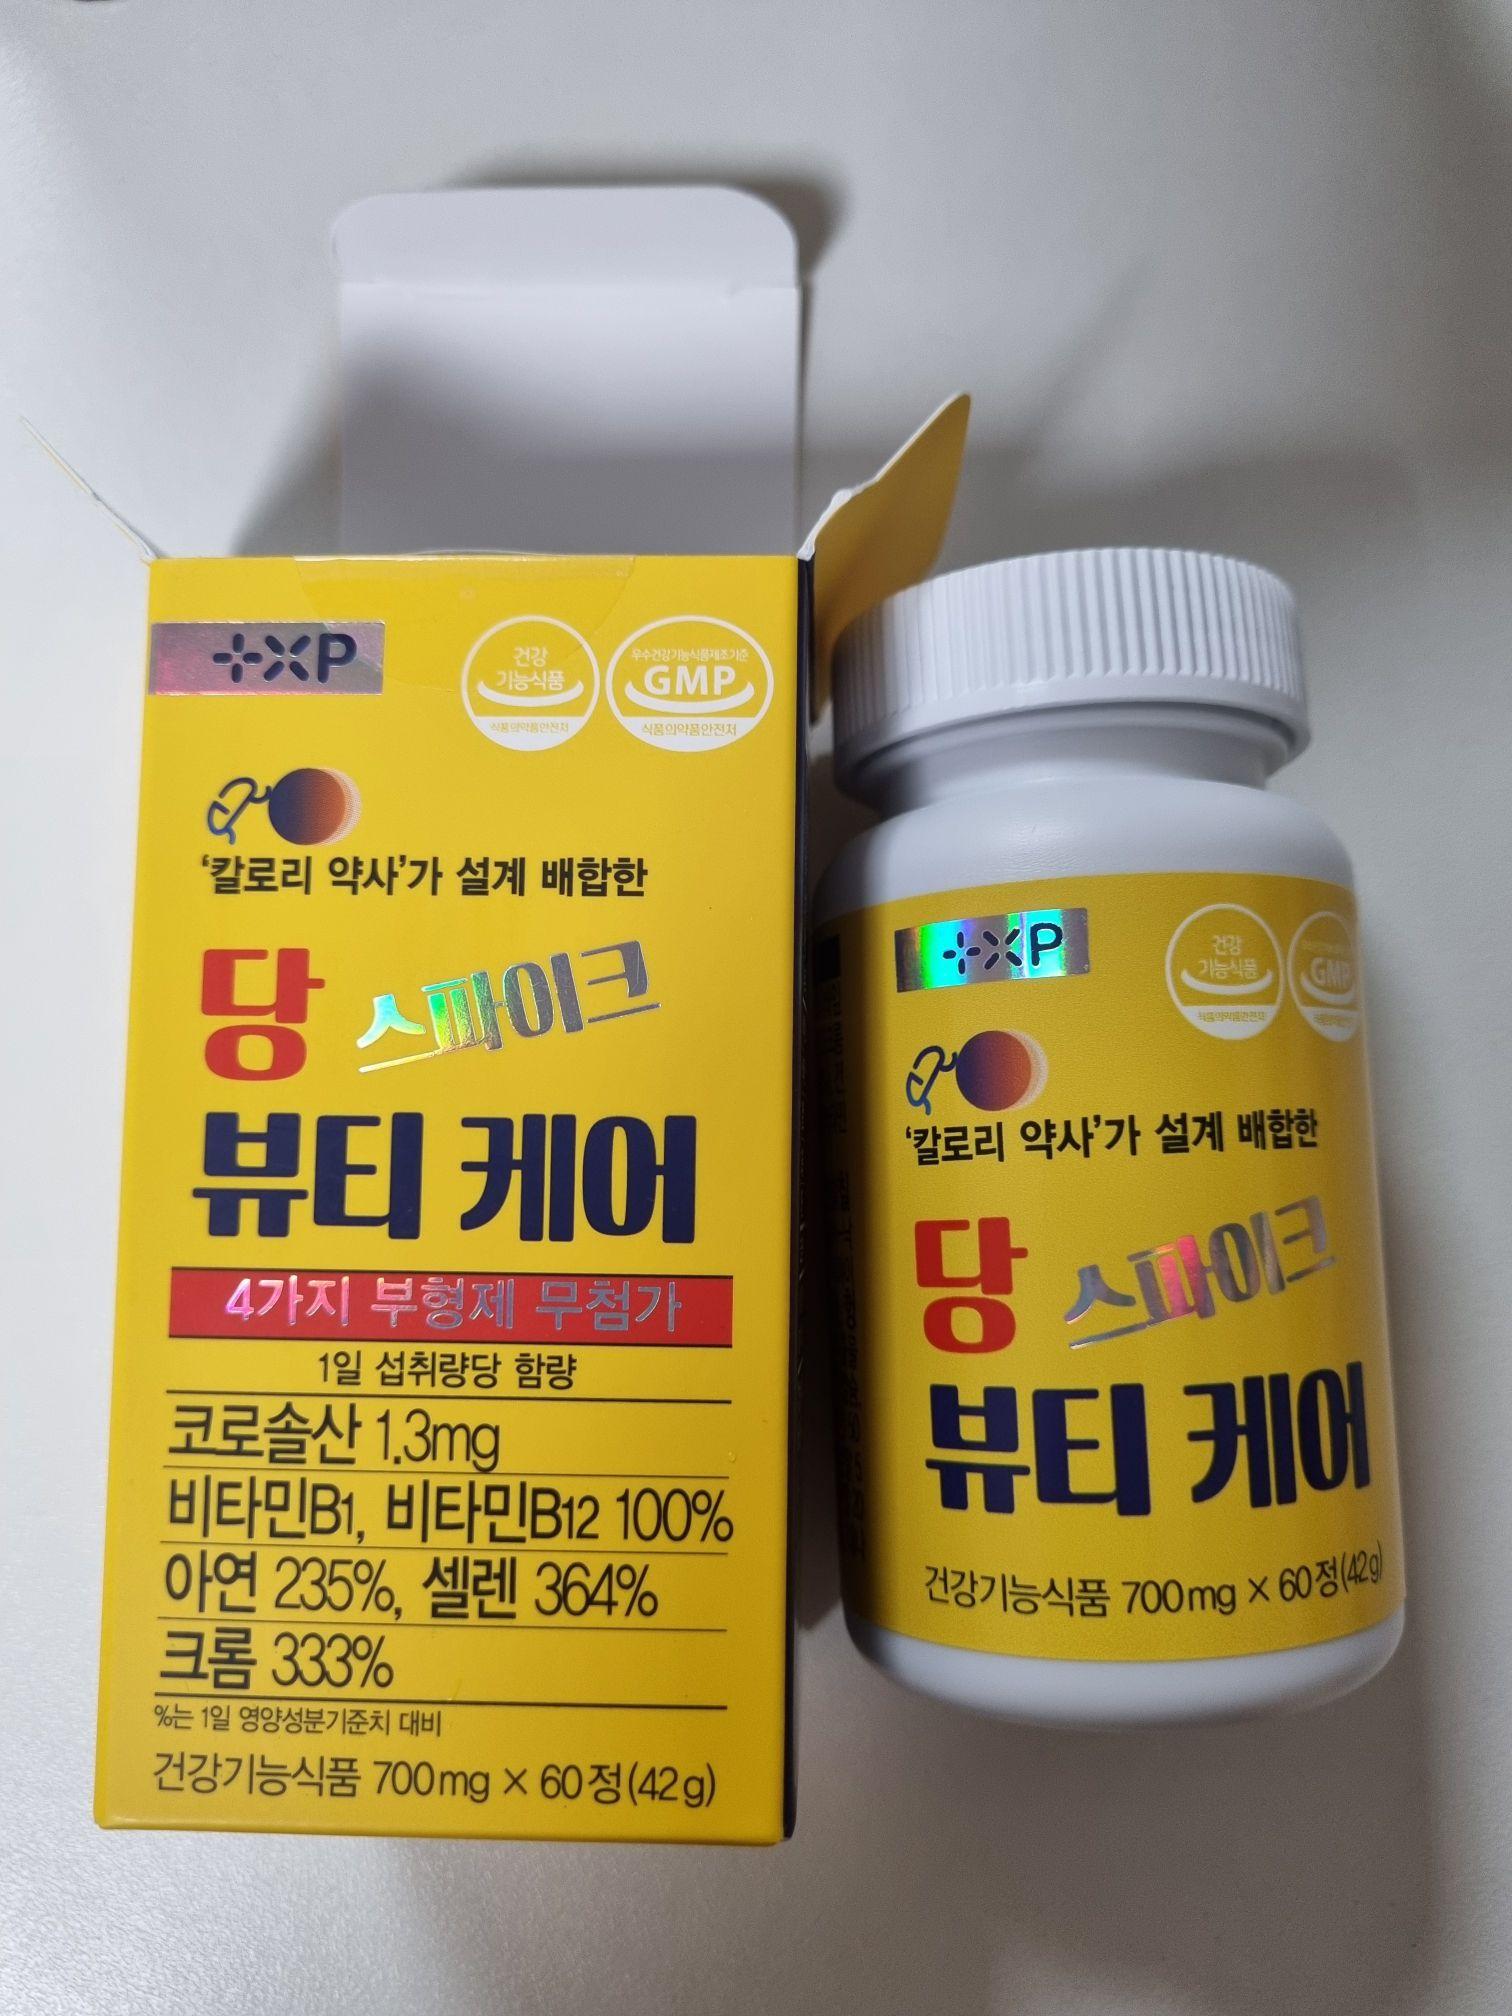 +×P
건강
기능식품
식품의약품안전처
우수건강기능식품제조기준
GMP
식품의약품안전처
‘칼로리 약사’가 설계 배합한
당 스파이크
뷰티 케어
4가지 부형제 무첨가
1일 섭취량당 함량
코로솔산 1.3mg
비타민B1, 비타민B12 100%
아연 235%, 셀렌 364%
크롬 333%
%는 1일 영양성분기준치 대비
건강기능식품 700mg × 60정(42g)
+×P
건강
기능식품
식품의약품안전처
GMP
‘칼로리 약사’가 설계 배합한
당 스파이크
뷰티 케어
건강기능식품 700mg × 60정(42g)